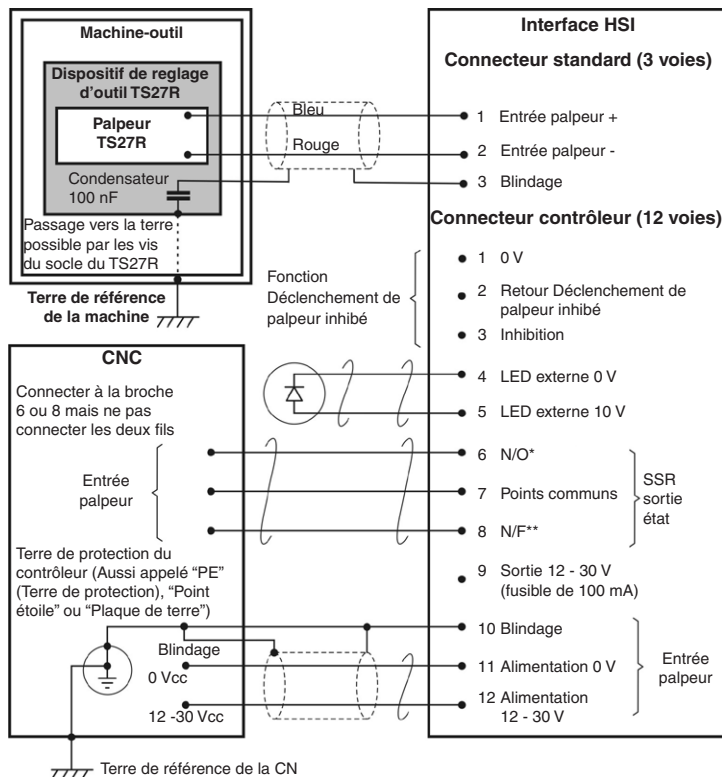 Machine-outil
Dispositif de reglage
d'outil TS27R
Palpeur
TS27R
Condensateur
100 nF
Passage vers la terre
possible par les vis
du socle du TS27R
Terre de référence
de la machine
Bleu
Rouge
Interface HSI
Connecteur standard (3 voies)
1 Entrée palpeur +
2 Entrée palpeur -
3 Blindage
Connecteur contrôleur (12 voies)
Fonction
Déclenchement de
palpeur inhibé
1 0 V
2 Retour Déclenchement de
palpeur inhibé
3 Inhibition
4 LED externe 0 V
5 LED externe 10 V
6 N/O*
7 Points communs
8 N/F**
SSR
sortie
état
9 Sortie 12 - 30 V
(fusible de 100 mA)
10 Blindage
11 Alimentation 0 V
12 Alimentation
12 - 30 V
Entrée
palpeur
CNC
Connecter à la broche
6 ou 8 mais ne pas
connecter les deux fils
Entrée
palpeur
Terre de protection du
contrôleur (Aussi appelé “PE”
(Terre de protection), “Point
étoile” ou “Plaque de terre”)
Blindage
0 Vcc
12 -30 Vcc
Terre de référence de la CN